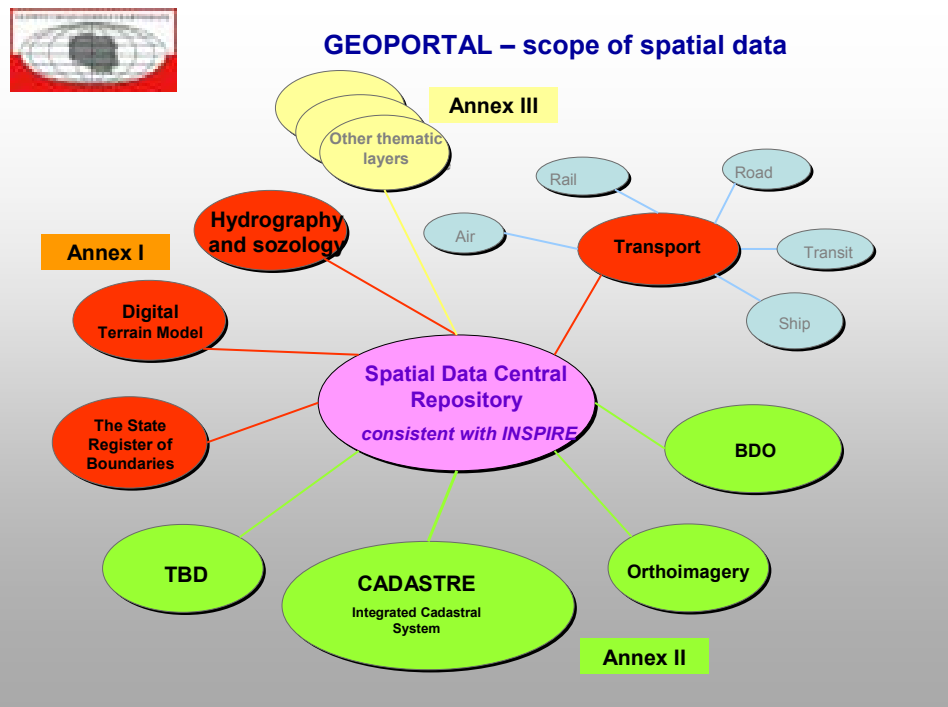 GEOPORTAL – scope of spatial data
Annex III
Other thematic
layers
Rail
Road
Hydrography
and sozology
Air
Transport
Transit
Annex I
Digital
Terrain Model
Ship
Spatial Data Central
Repository
consistent with INSPIRE
The State
Register of
Boundaries
BDO
TBD
CADASTRE
Integrated Cadastral
System
Orthoimagery
Annex II